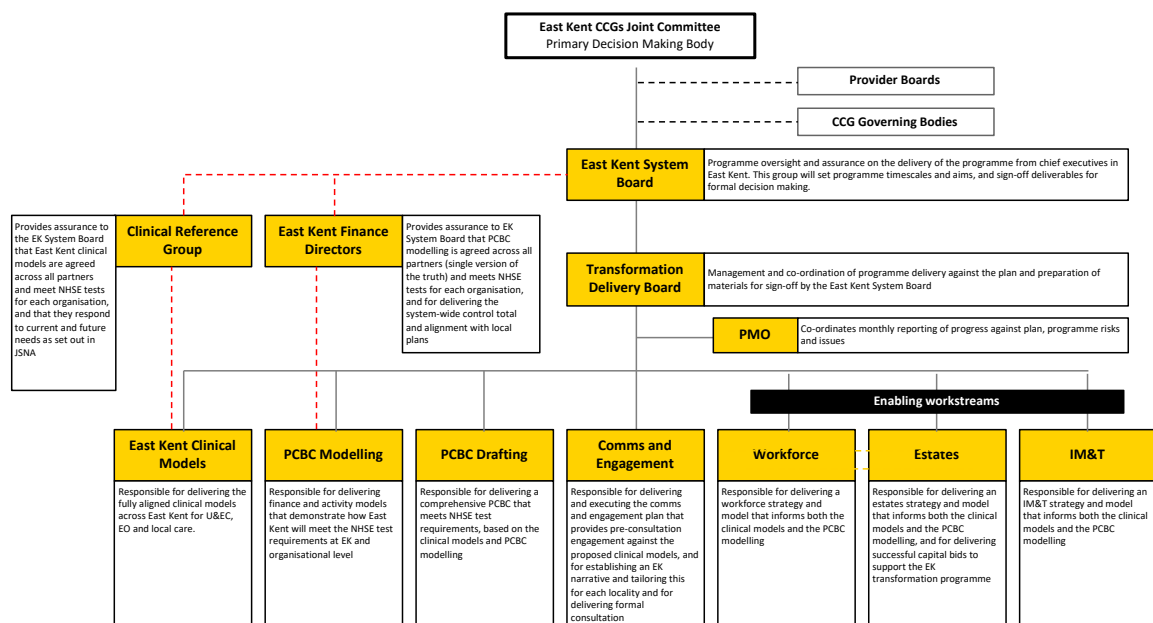 East Kent CCGs Joint Committee
Primary Decision Making Body
Provider Boards
CCG Governing Bodies
East Kent System
Board
Programme oversight and assurance on the delivery of the programme from chief executives in
East Kent. This group will set programme timescales and aims, and sign-off deliverables for
formal decision making.
Provides assurance to
the EK System Board
that East Kent clinical
models are agreed
across all partners
and meet NHSE tests
for each organisation,
and that they respond
to current and future
needs as set out in
JSNA
Clinical Reference
Group
East Kent Finance
Directors
Provides assurance to EK
System Board that PCBC
modelling is agreed across all
partners (single version of
the truth) and meets NHSE
tests for each organisation,
and for delivering the
system-wide control total
and alignment with local
plans
Transformation
Delivery Board
Management and co-ordination of programme delivery against the plan and preparation of
materials for sign-off by the East Kent System Board
PMO
Co-ordinates monthly reporting of progress against plan, programme risks
and issues
Enabling workstreams
East Kent Clinical
Models
Responsible for delivering the
fully aligned clinical models
across East Kent for U&EC,
EO and local care.
PCBC Modelling
Responsible for delivering
finance and activity models
that demonstrate how East
Kent will meet the NHSE test
requirements at EK and
organisational level
PCBC Drafting
Responsible for delivering a
comprehensive PCBC that
meets NHSE test
requirements, based on the
clinical models and PCBC
modelling
Comms and
Engagement
Responsible for delivering
and executing the comms
and engagement plan that
provides pre-consultation
engagement against the
proposed clinical models, and
for establishing an EK
narrative and tailoring this
for each locality and for
delivering formal
consultation
Workforce
Responsible for delivering a
workforce strategy and
model that informs both the
clinical models and the PCBC
modelling
Estates
Responsible for delivering an
estates strategy and model
that informs both the clinical
models and the PCBC
modelling, and for delivering
successful capital bids to
support the EK
transformation programme
IM&T
Responsible for delivering an
IM&T strategy and model that
informs both the clinical models
and the PCBC modelling